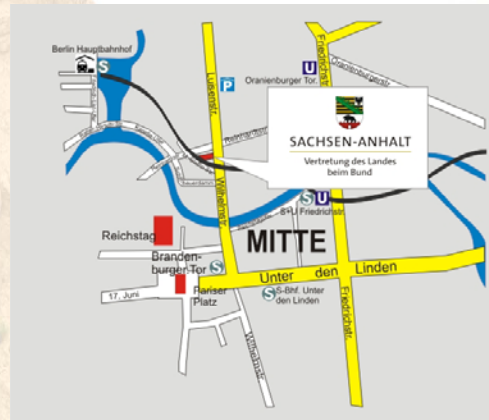 Berlin Hauptbahnhof
S
Luisenstr.
Friedrichstr.
U
Oranienburger Tor.
Oranienburgerstr.
P
SACHSEN-ANHALT
Vertretung des Landes
beim Bund
Wilhelmstr.
S U
S+U Friedrichstr.
Reichstag
MITTE
Branden-
burger Tor
S
Unter den Linden
17. Juni
Pariser
Platz
S
S-Bhf. Unter
den Linden
Friedrichstr.
Wilhelmstr.